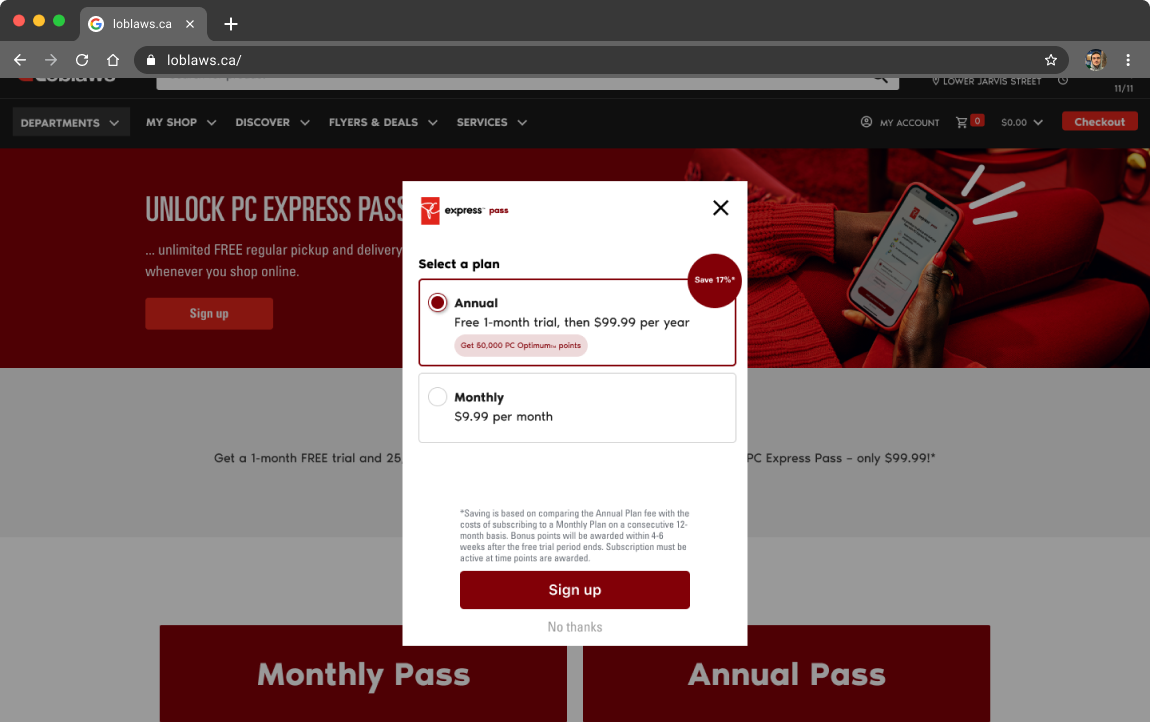 loblaws.ca
loblaws.ca/
LOWER JARVIS STREET
11/11
DEPARTMENTS
MY SHOP
DISCOVER
FLYERS & DEALS
SERVICES
MY ACCOUNT
0
$0.00
Checkout
UNLOCK PC EXPRESS PASS
... unlimited FREE regular pickup and delivery
whenever you shop online.
Sign up
express™ pass
Select a plan
Save 17%*
Annual
Free 1-month trial, then $99.99 per year
Get 50,000 PC Optimum™ points
Monthly
$9.99 per month
Get a 1-month FREE trial and 25,
PC Express Pass – only $99.99!*
*Saving is based on comparing the Annual Plan fee with the
costs of subscribing to a Monthly Plan on a consecutive 12-
month basis. Bonus points will be awarded within 4-6
weeks after the free trial period ends. Subscription must be
active at time points are awarded.
Sign up
No thanks
Monthly Pass
Annual Pass